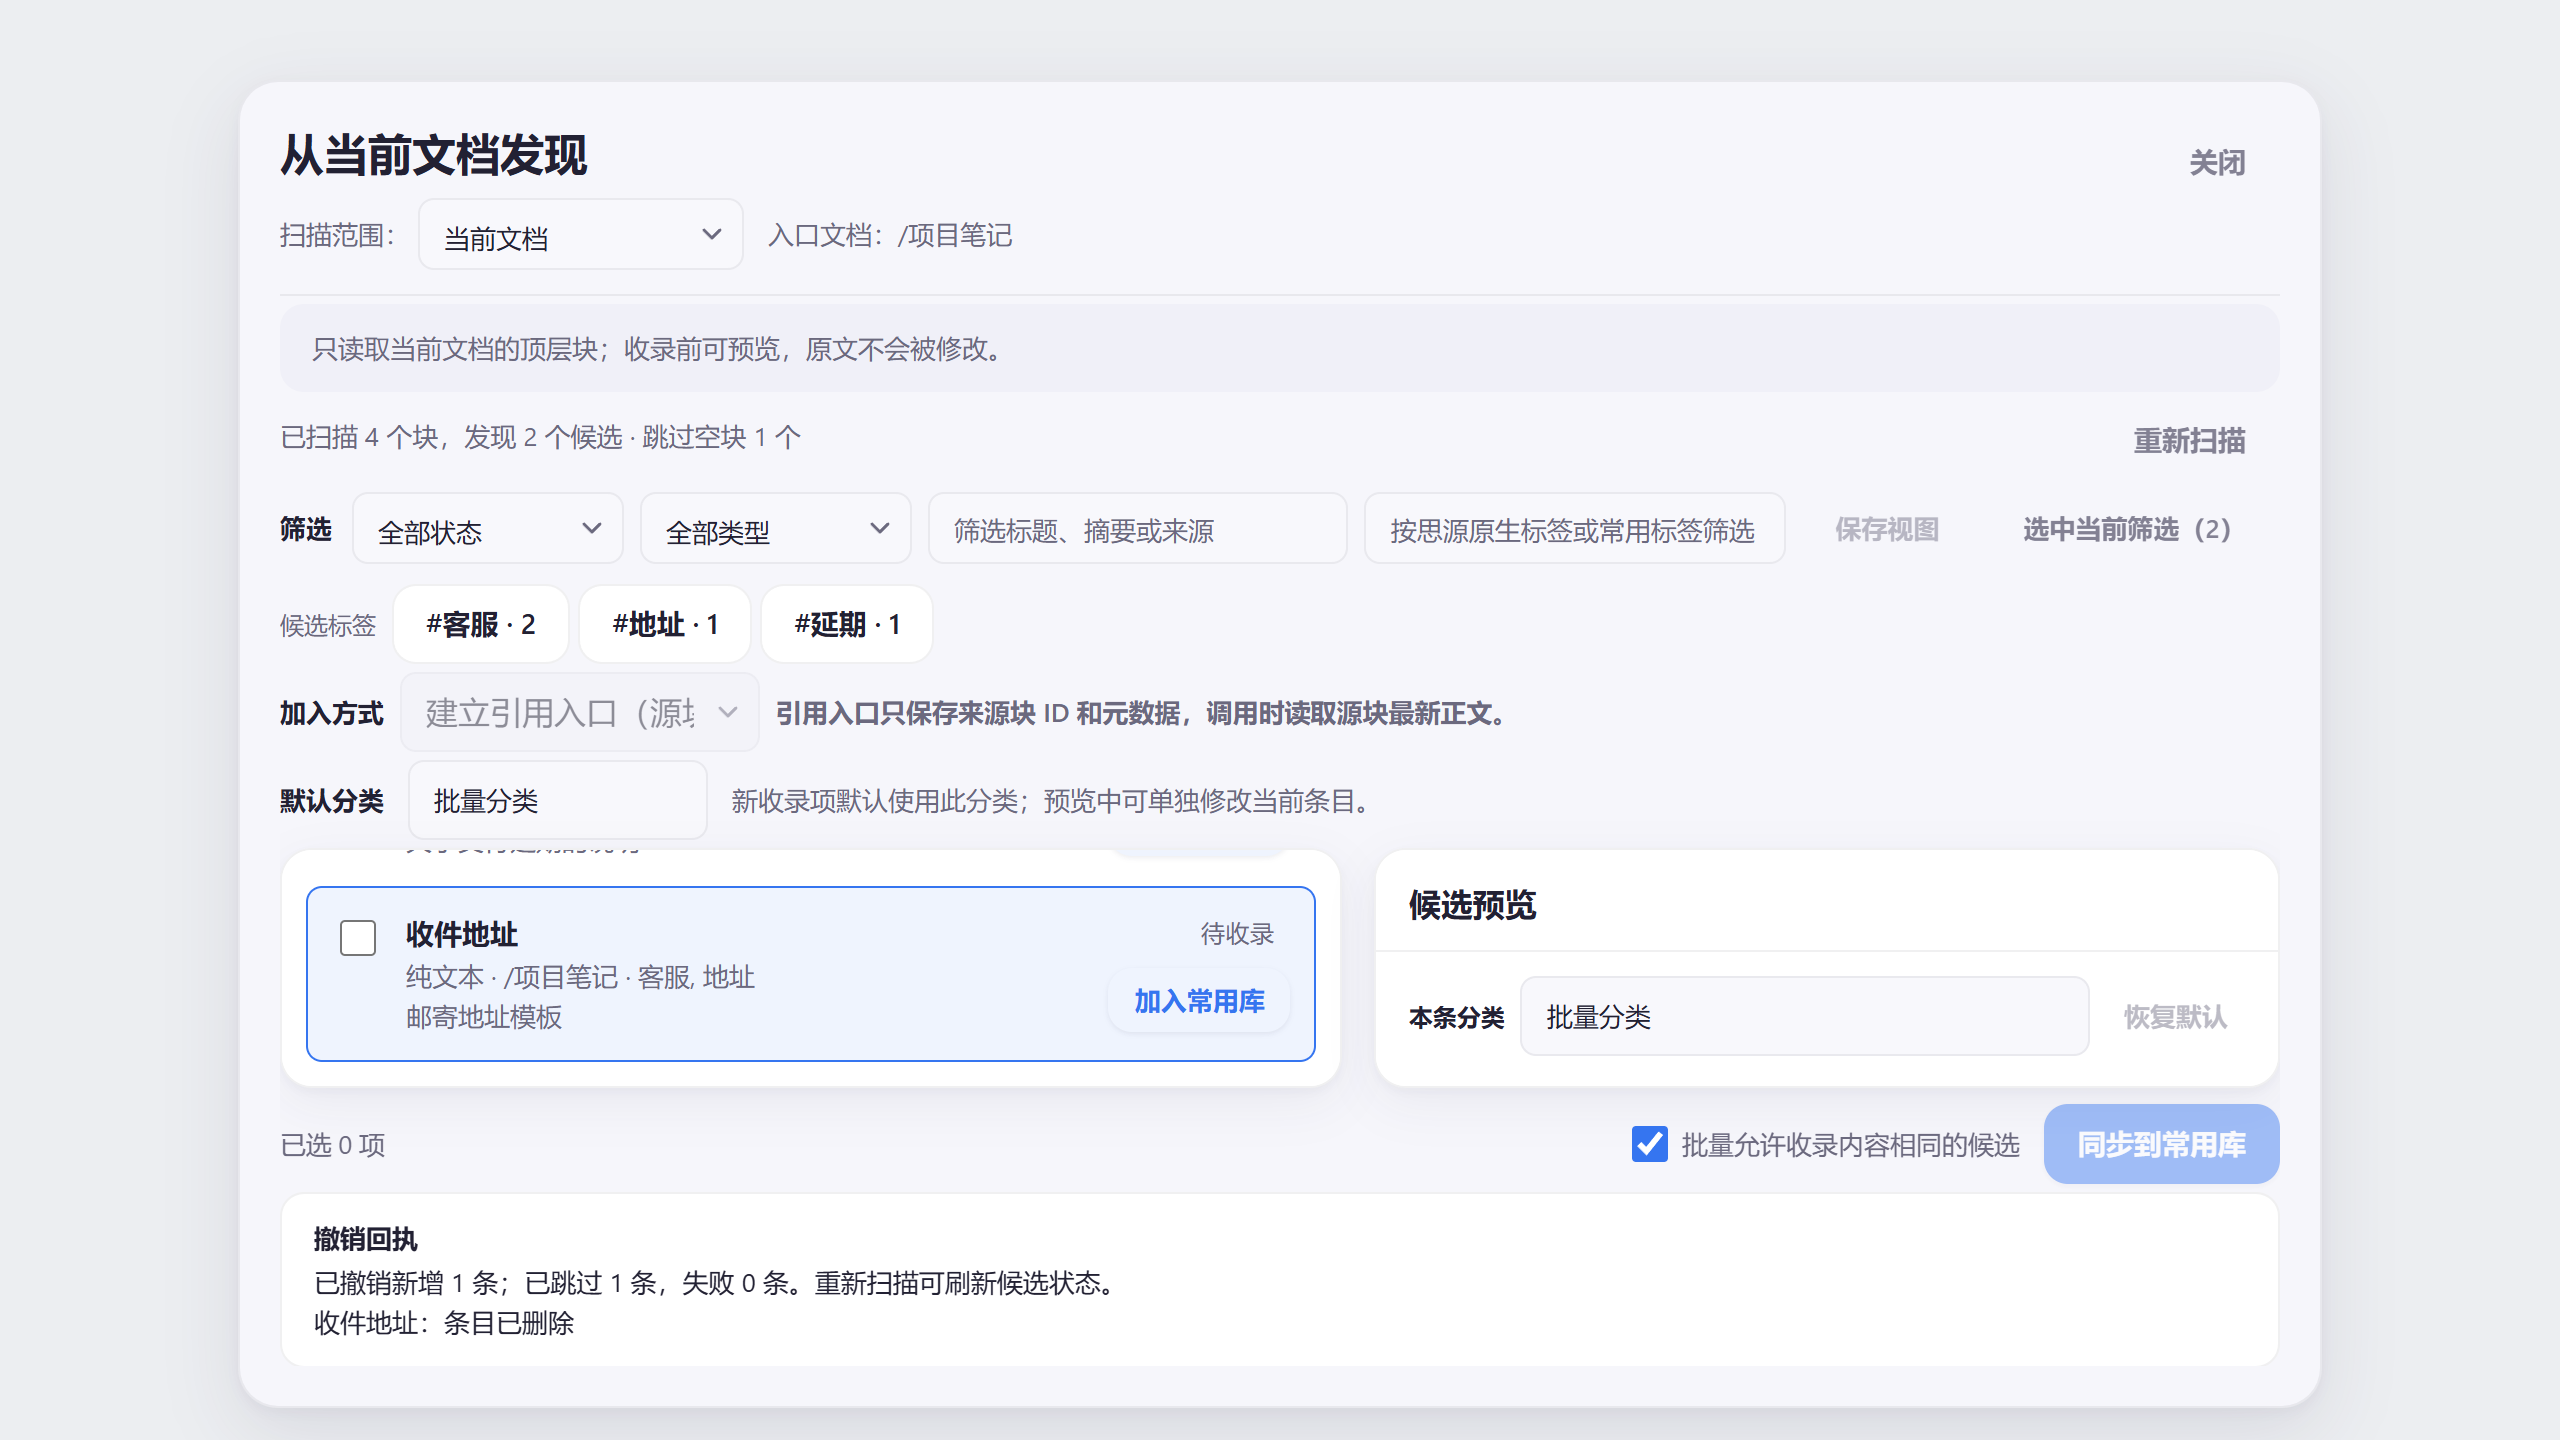 从当前文档发现
关闭
扫描范围： 当前文档 入口文档：/项目笔记
只读取当前文档的顶层块；收录前可预览，原文不会被修改。
已扫描 4 个块，发现 2 个候选 · 跳过空块 1 个
重新扫描
筛选 全部状态 全部类型 筛选标题、摘要或来源 按思源原生标签或常用标签筛选 保存视图 选中当前筛选（2）
候选标签 #客服 · 2 #地址 · 1 #延期 · 1
加入方式 建立引用入口（源 引用入口只保存来源块 ID 和元数据，调用时读取源块最新正文。
默认分类 批量分类 新收录项默认使用此分类；预览中可单独修改当前条目。
收件地址 待收录
纯文本 · /项目笔记 · 客服, 地址
邮寄地址模板
加入常用库
候选预览
本条分类 批量分类 恢复默认
已选 0 项
批量允许收录内容相同的候选 同步到常用库
撤销回执
已撤销新增 1 条；已跳过 1 条，失败 0 条。重新扫描可刷新候选状态。
收件地址：条目已删除